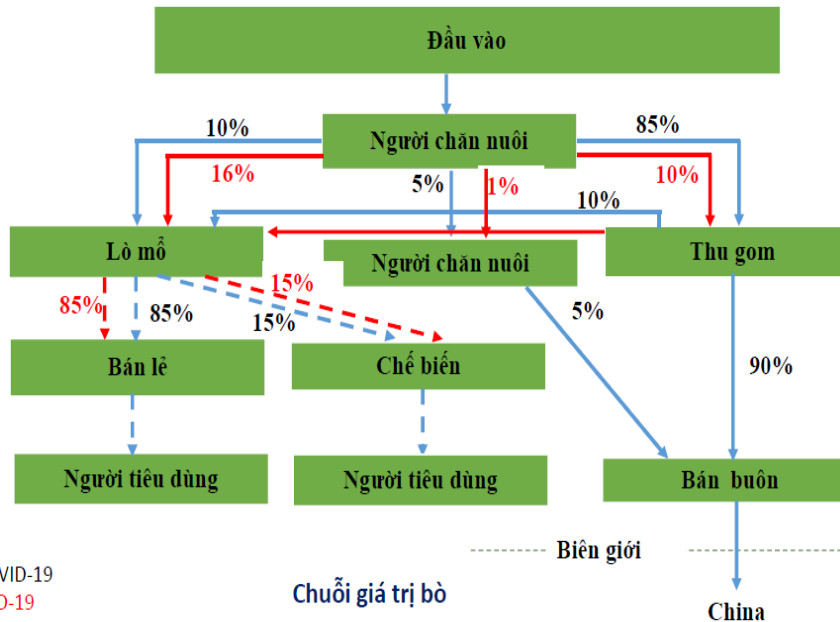 Đầu vào
Người chăn nuôi
10%
85%
16%
5%
1%
10%
10%
Lò mổ
Người chăn nuôi
Thu gom
85%
85%
15%
15%
5%
90%
Bán lẻ
Chế biến
Người tiêu dùng
Người tiêu dùng
Bán buôn
Biên giới
VID-19
D-19
Chuỗi giá trị bò
China